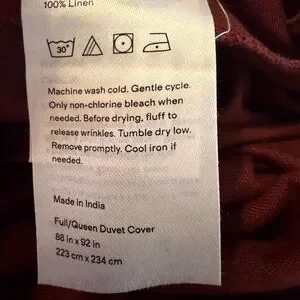 100% Linen
30°
Machine wash cold. Gentle cycle.
Only non-chlorine bleach when
needed. Before drying, fluff to
release wrinkles. Tumble dry low.
Remove promptly. Cool iron if
needed.
Made in India
Full/Queen Duvet Cover
88 in x 92 in
223 cm x 234 cm